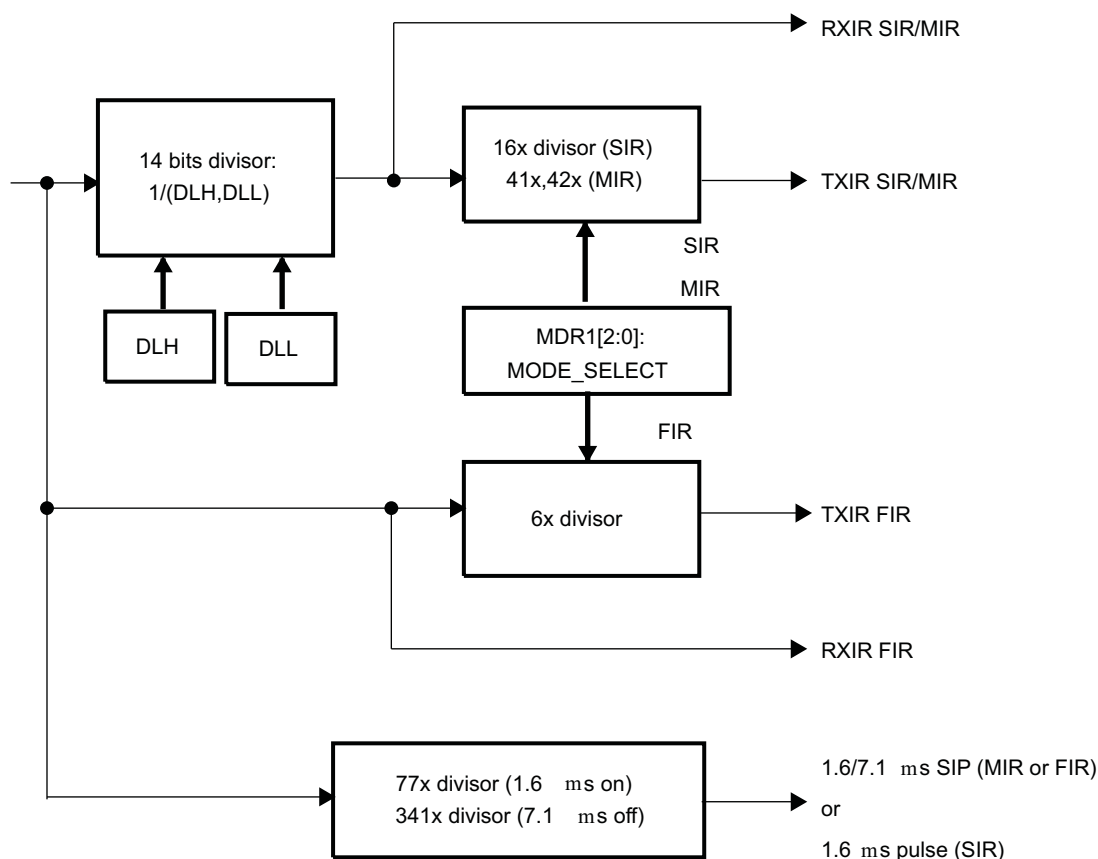 RXIR SIR/MIR
14 bits divisor:
1/(DLH,DLL)
16x divisor (SIR)
41x,42x (MIR)
TXIR SIR/MIR
SIR
MIR
DLH
DLL
MDR1[2:0]:
MODE_SELECT
FIR
6x divisor
TXIR FIR
RXIR FIR
77x divisor (1.6 ms on)
341x divisor (7.1 ms off)
1.6/7.1 ms SIP (MIR or FIR)
or
1.6 ms pulse (SIR)